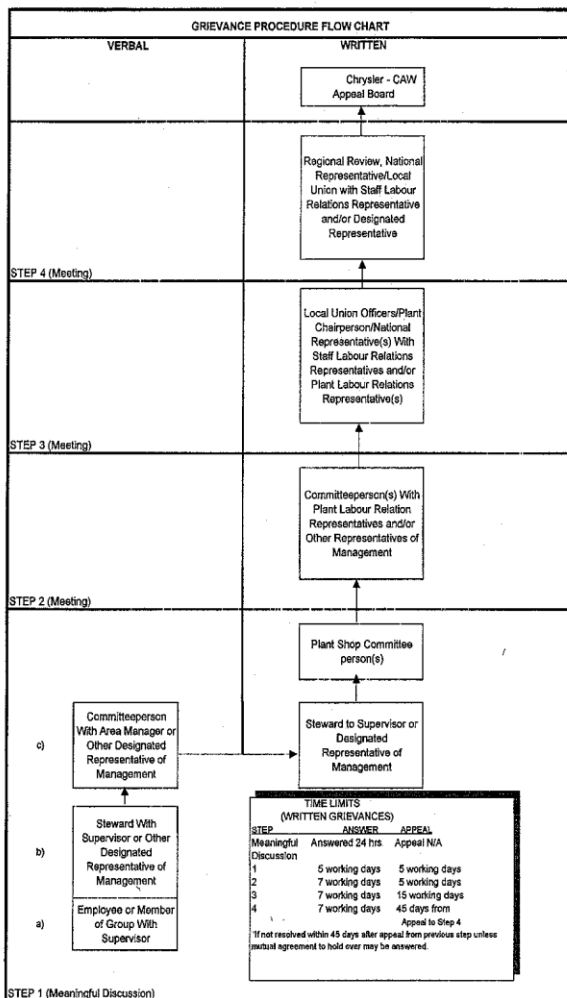 GRIEVANCE PROCEDURE FLOW CHART
VERBAL
WRITTEN
Chrysler - CAW
Appeal Board
Regional Review, National
Representative/Local
Union with Staff Labour
Relations Representative
and/or Designated
Representative
STEP 4 (Meeting)
Local Union Officers/Plant
Chairperson/National
Representative(s) With
Staff Labour Relations
Representatives and/or
Plant Labour Relations
Representative(s)
STEP 3 (Meeting)
Committeeperson(s) With
Plant Labour Relation
Representatives and/or
Other Representatives of
Management
STEP 2 (Meeting)
Plant Shop Committee
person(s)
c)
Committeeperson
With Area Manager or
Other Designated
Representative of
Management
Steward to Supervisor or
Designated
Representative of
Management
b)
Steward With
Supervisor or Other
Designated
Representative of
Management
a)
Employee or Member
of Group With
Supervisor
TIME LIMITS
(WRITTEN GRIEVANCES)
STEP ANSWER APPEAL
Meaningful Answered 24 hrs Appeal N/A
Discussion
1 5 working days 5 working days
2 7 working days 5 working days
3 7 working days 15 working days
4 7 working days 45 days from
Appeal to Step 4
*If not resolved within 45 days after appeal from previous step unless
mutual agreement to hold over may be answered.
STEP 1 (Meaningful Discussion)